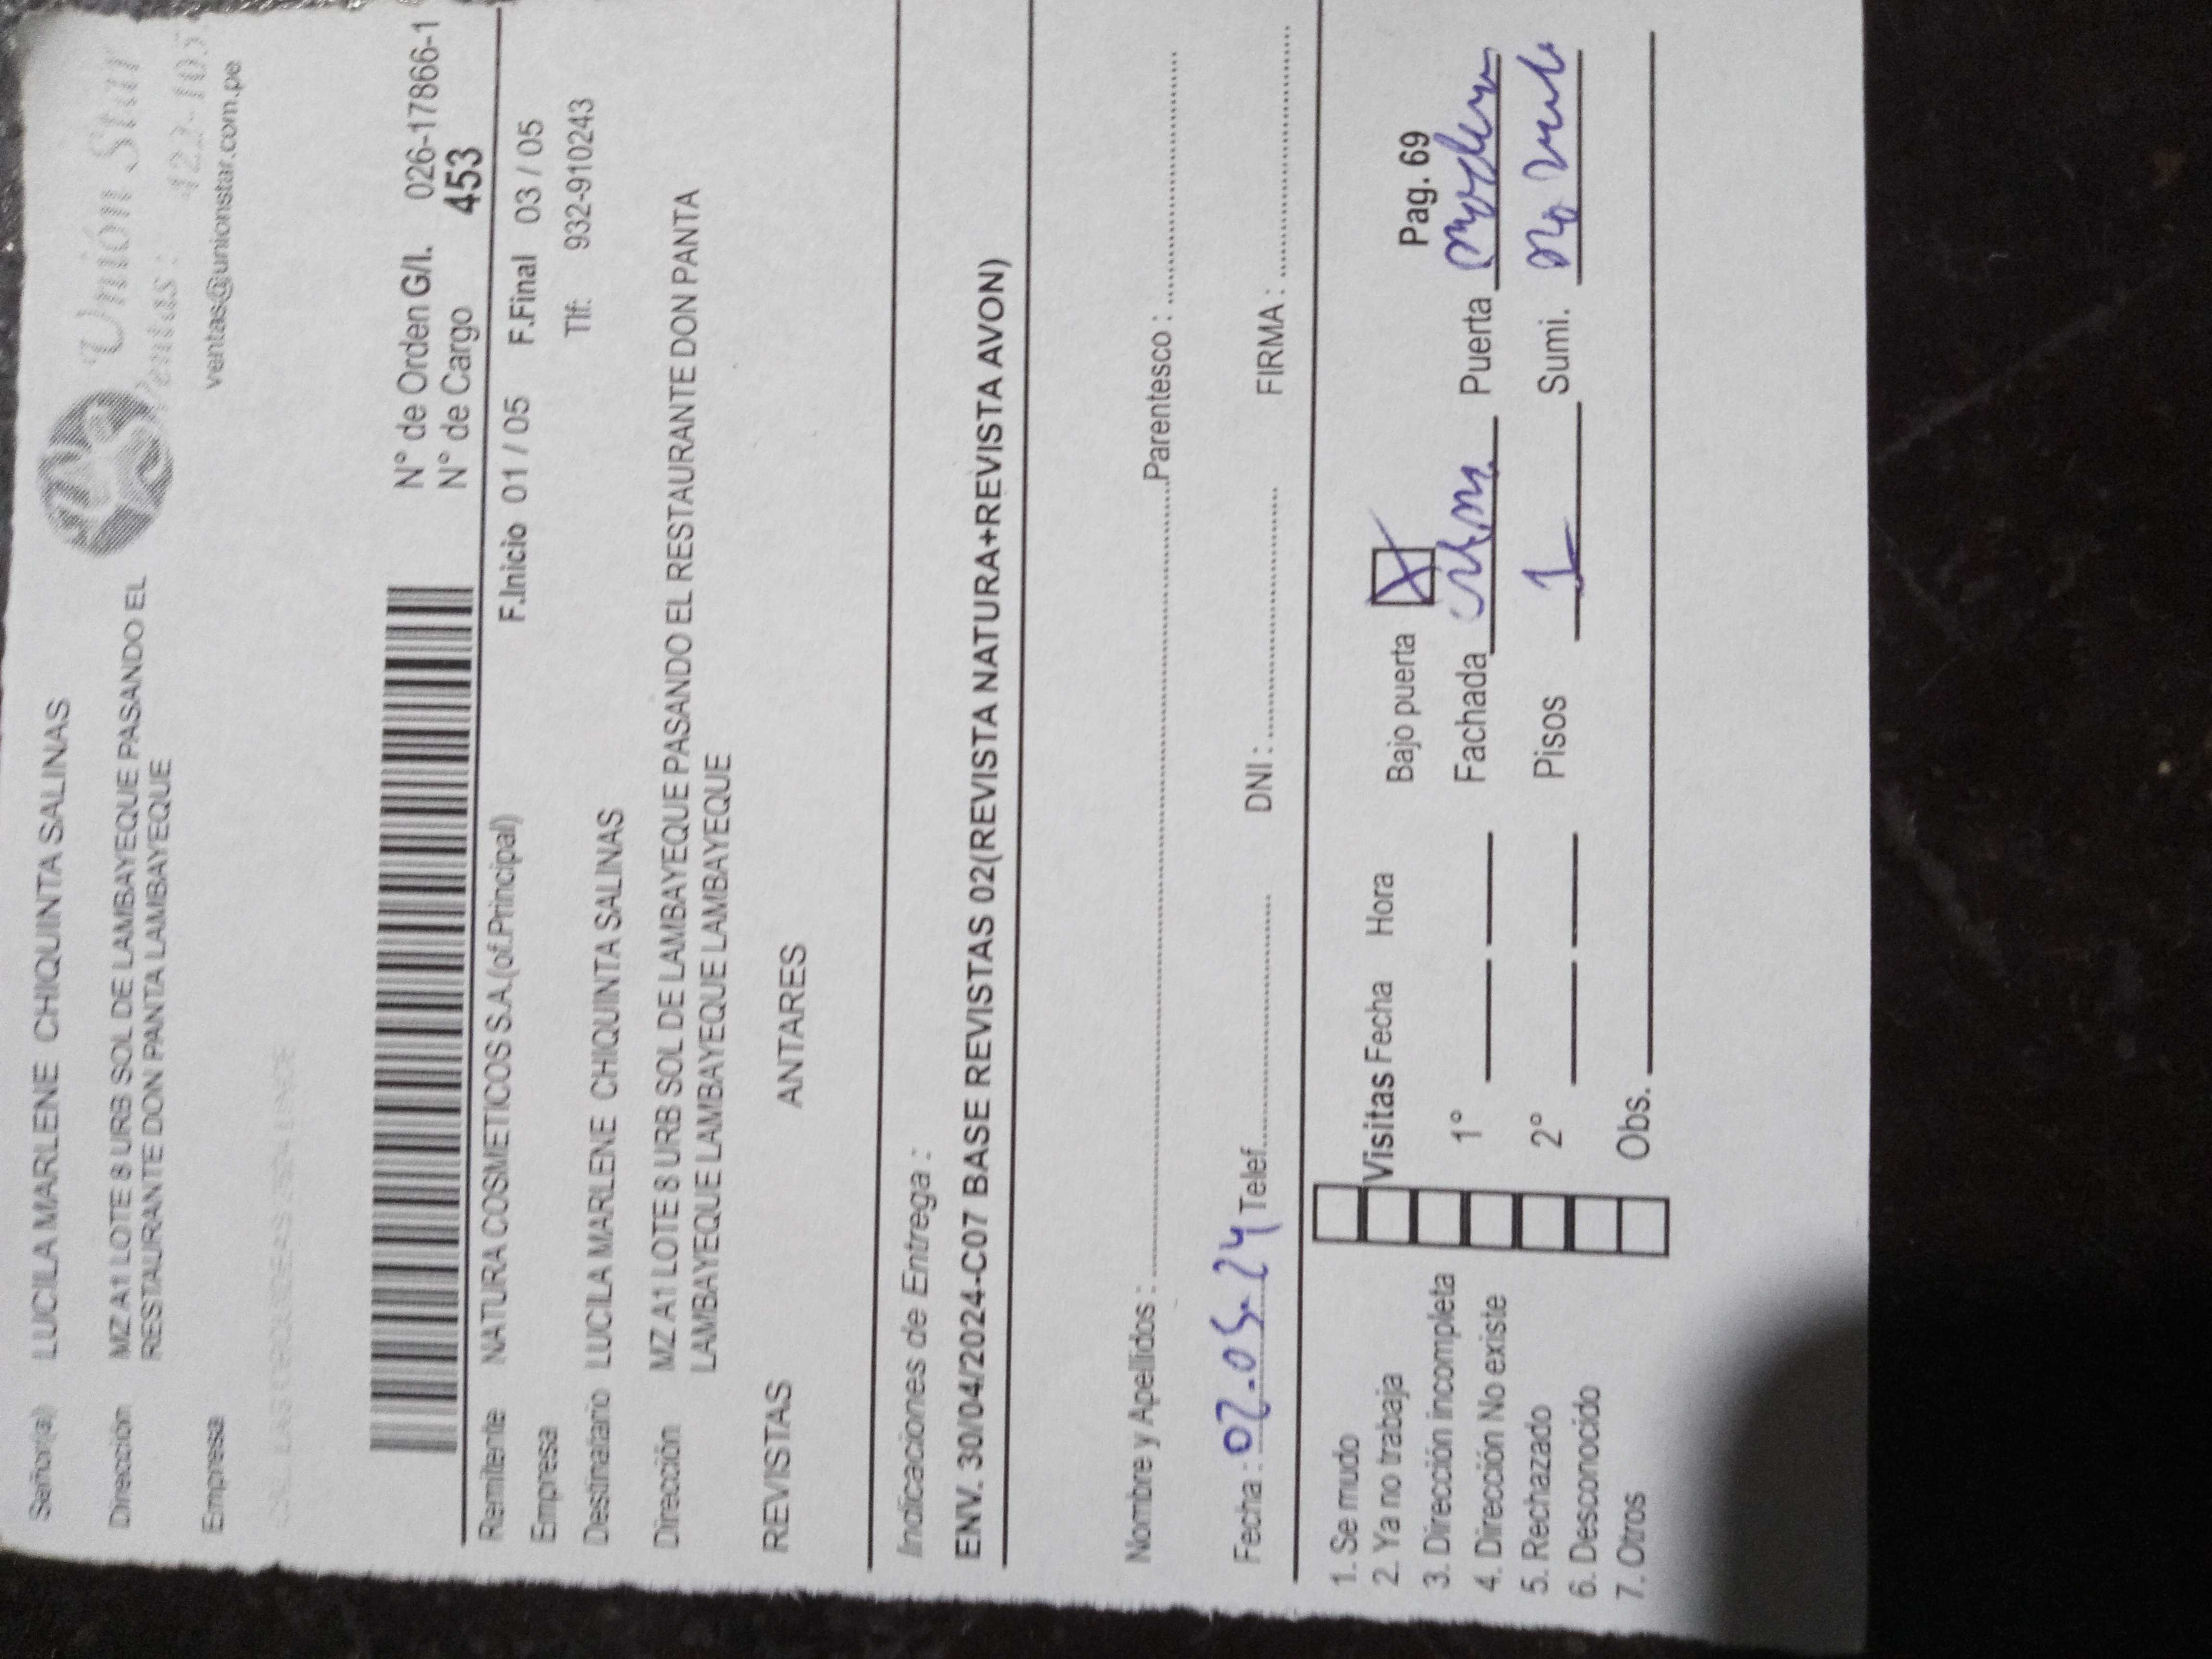 Señor(a) LUCILA MARLENE CHIQUINTA SALINAS
Unión Star
Dirección MZ A1 LOTE 8 URB SOL DE LAMBAYEQUE PASANDO EL
RESTAURANTE DON PANTA LAMBAYEQUE
Ventas :
ventas@unionstar.com.pe
Empresa
N° de Orden G/I. 026-17866-1
N° de Cargo 453
Remitente NATURA COSMETICOS S.A.(of.Principal) F.Inicio 01 / 05 F.Final 03 / 05
Empresa
Tlf: 932-910243
Destinatario LUCILA MARLENE CHIQUINTA SALINAS
Dirección MZ A1 LOTE 8 URB SOL DE LAMBAYEQUE PASANDO EL RESTAURANTE DON PANTA
LAMBAYEQUE LAMBAYEQUE LAMBAYEQUE
REVISTAS ANTARES
Indicaciones de Entrega :
ENV. 30/04/2024-C07 BASE REVISTAS 02(REVISTA NATURA+REVISTA AVON)
Nombre y Apellidos : Parentesco :
Fecha : 02-05-24 Telef. DNI : FIRMA :
1. Se mudo
2. Ya no trabaja Visitas Fecha Hora Bajo puerta X Pag. 69
3. Dirección incompleta
4. Dirección No existe 1° Fachada Puerta
5. Rechazado
6. Desconocido 2° Pisos 1 Sumi.
7. Otros Obs.